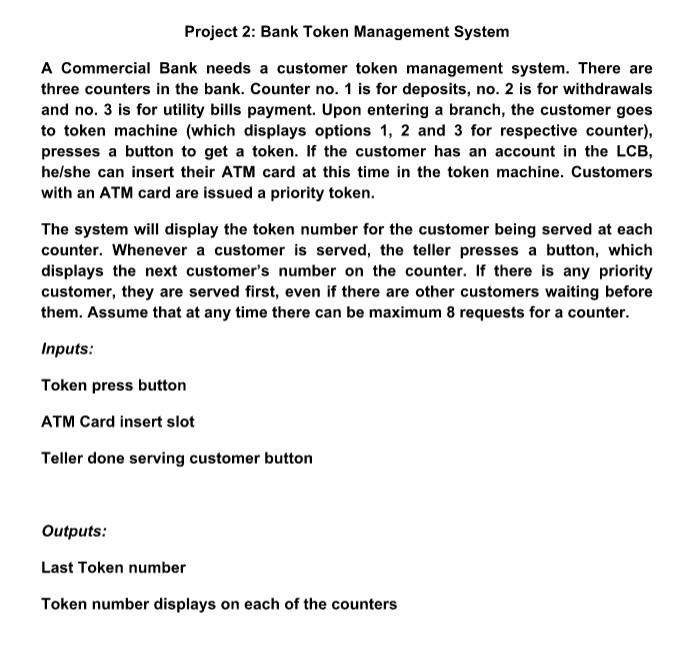 Project 2: Bank Token Management System
A Commercial Bank needs a customer token management system. There are
three counters in the bank. Counter no. 1 is for deposits, no. 2 is for withdrawals
and no. 3 is for utility bills payment. Upon entering a branch, the customer goes
to token machine (which displays options 1, 2 and 3 for respective counter),
presses a button to get a token. If the customer has an account in the LCB,
he/she can insert their ATM card at this time in the token machine. Customers
with an ATM card are issued a priority token.
The system will display the token number for the customer being served at each
counter. Whenever a customer is served, the teller presses a button, which
displays the next customer's number on the counter. If there is any priority
customer, they are served first, even if there are other customers waiting before
them. Assume that at any time there can be maximum 8 requests for a counter.
Inputs:
Token press button
ATM Card insert slot
Teller done serving customer button
Outputs:
Last Token number
Token number displays on each of the counters